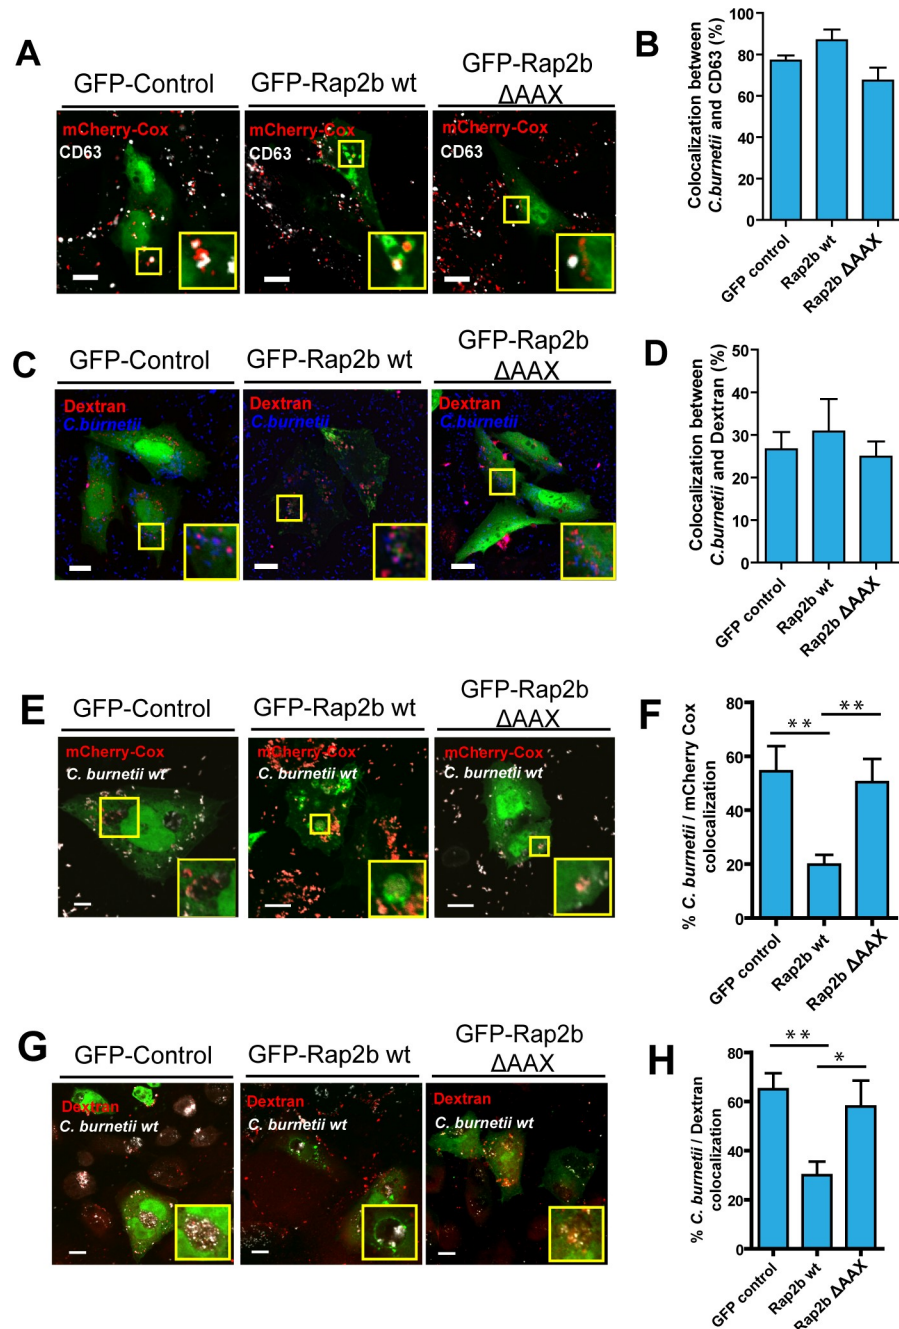 A
GFP-Control
GFP-Rap2b wt
GFP-Rap2b
ΔAAX
mCherry-Cox
CD63
mCherry-Cox
CD63
mCherry-Cox
CD63
B
Colocalization between
C.burnetii and CD63 (%)
100
80
60
40
20
0
GFP control
Rap2b wt
Rap2b ΔAAX
C
GFP-Control
GFP-Rap2b wt
GFP-Rap2b
ΔAAX
Dextran
C.burnetii
Dextran
C.burnetii
Dextran
C.burnetii
D
Colocalization between
C.burnetii and Dextran (%)
50
40
30
20
10
0
GFP control
Rap2b wt
Rap2b ΔAAX
E
GFP-Control
GFP-Rap2b wt
GFP-Rap2b
ΔAAX
mCherry-Cox
C. burnetii wt
mCherry-Cox
C. burnetii wt
mCherry-Cox
C. burnetii wt
F
% C. burnetii / mCherry Cox
colocalization
80
60
40
20
0
** **
GFP control
Rap2b wt
Rap2b ΔAAX
G
GFP-Control
GFP-Rap2b wt
GFP-Rap2b
ΔAAX
Dextran
C. burnetii wt
Dextran
C. burnetii wt
Dextran
C. burnetii wt
H
% C. burnetii / Dextran
colocalization
80
60
40
20
0
**
*
GFP control
Rap2b wt
Rap2b ΔAAX